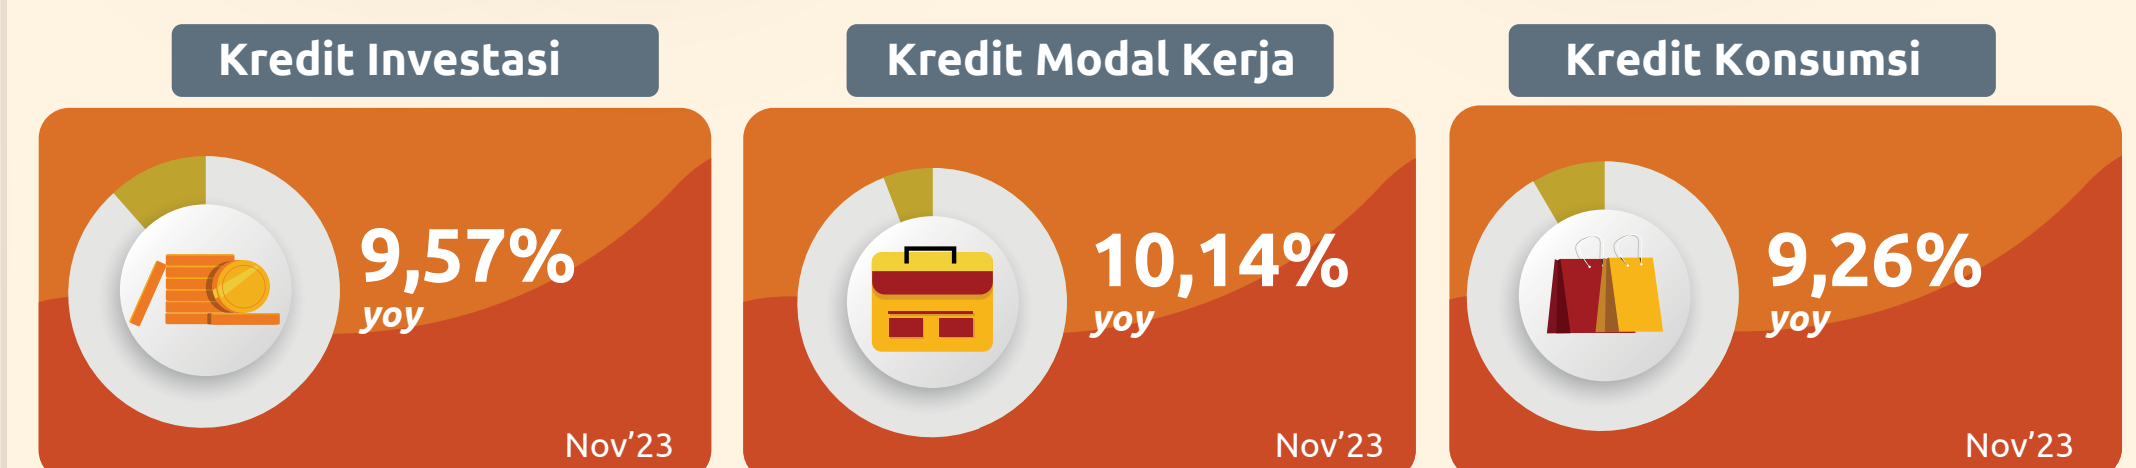 Kredit Investasi
9,57%
yoy
Nov’23
Kredit Modal Kerja
10,14%
yoy
Nov’23
Kredit Konsumsi
9,26%
yoy
Nov’23